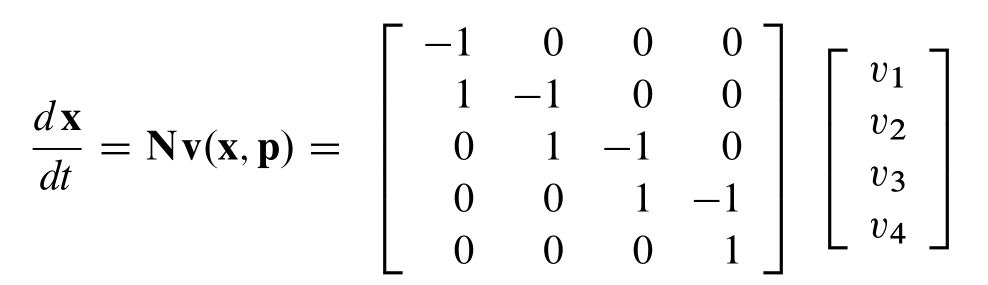 dx/dt = Nv(x, p) =
−1 0 0 0
1 −1 0 0
0 1 −1 0
0 0 1 −1
0 0 0 1
v1
v2
v3
v4